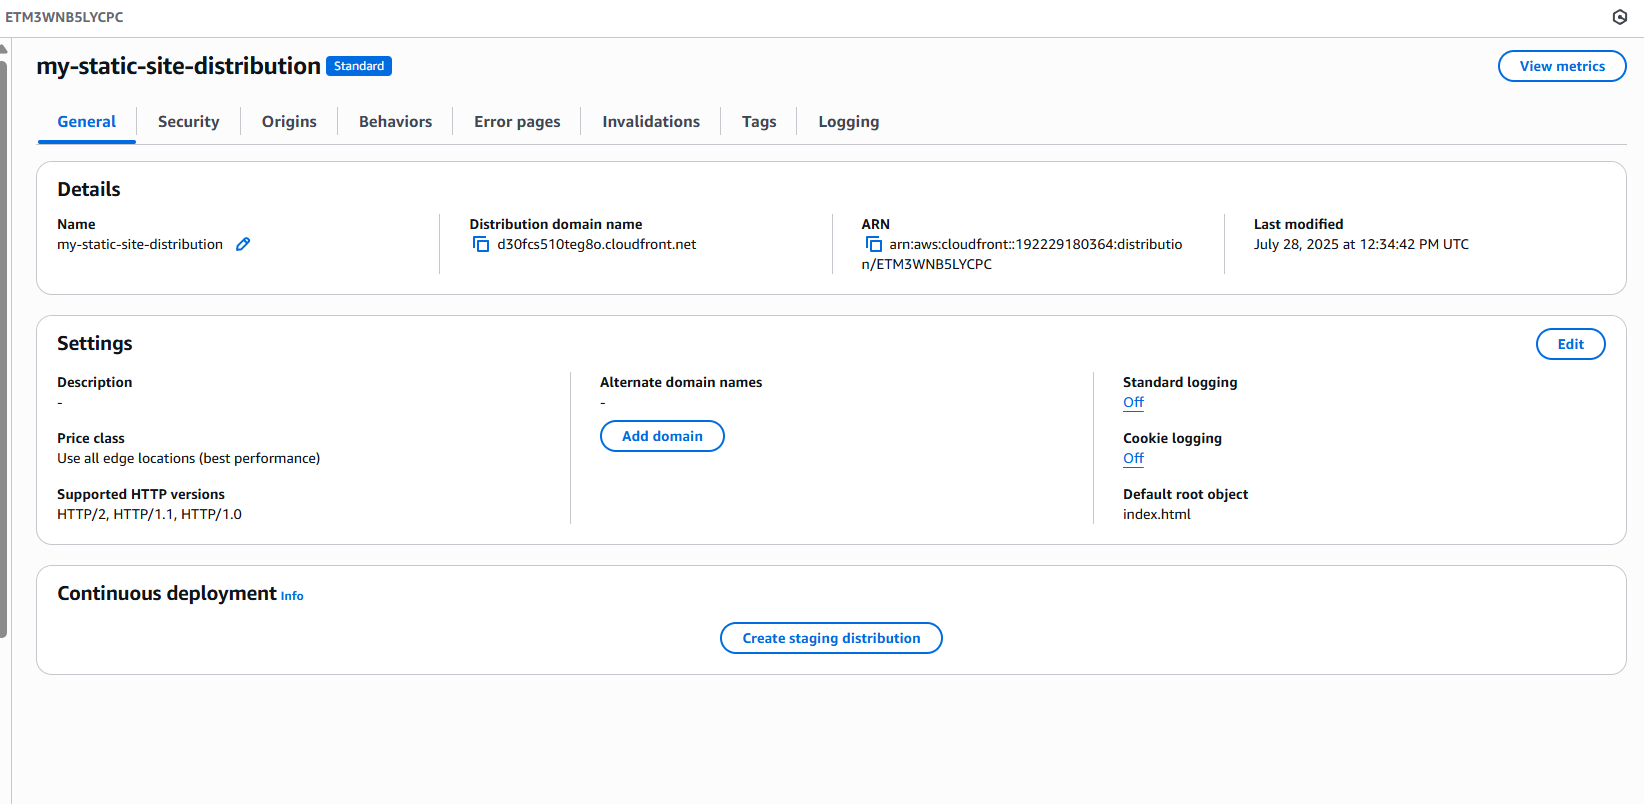 ETM3WNB5LYCPC
my-static-site-distribution Standard View metrics
General Security Origins Behaviors Error pages Invalidations Tags Logging
Details
Name
my-static-site-distribution
Distribution domain name
d30fcs510teg8o.cloudfront.net
ARN
arn:aws:cloudfront::192229180364:distributio
n/ETM3WNB5LYCPC
Last modified
July 28, 2025 at 12:34:42 PM UTC
Settings Edit
Description
-
Price class
Use all edge locations (best performance)
Supported HTTP versions
HTTP/2, HTTP/1.1, HTTP/1.0
Alternate domain names
-
Add domain
Standard logging
Off
Cookie logging
Off
Default root object
index.html
Continuous deployment Info
Create staging distribution